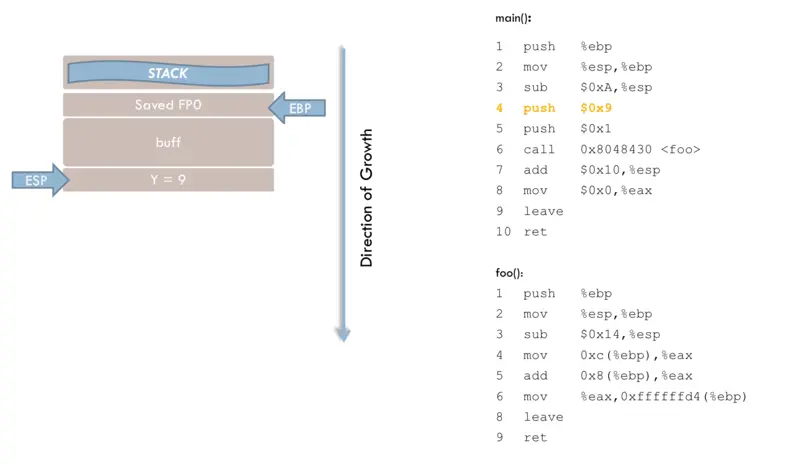 STACK
Saved FP0
EBP
buff
ESP
Y = 9
Direction of Growth
main():
1 push %ebp
2 mov %esp,%ebp
3 sub $0xA,%esp
4 push $0x9
5 push $0x1
6 call 0x8048430 <foo>
7 add $0x10,%esp
8 mov $0x0,%eax
9 leave
10 ret
foo():
1 push %ebp
2 mov %esp,%ebp
3 sub $0x14,%esp
4 mov 0xc(%ebp),%eax
5 add 0x8(%ebp),%eax
6 mov %eax,0xffffffd4(%ebp)
8 leave
9 ret